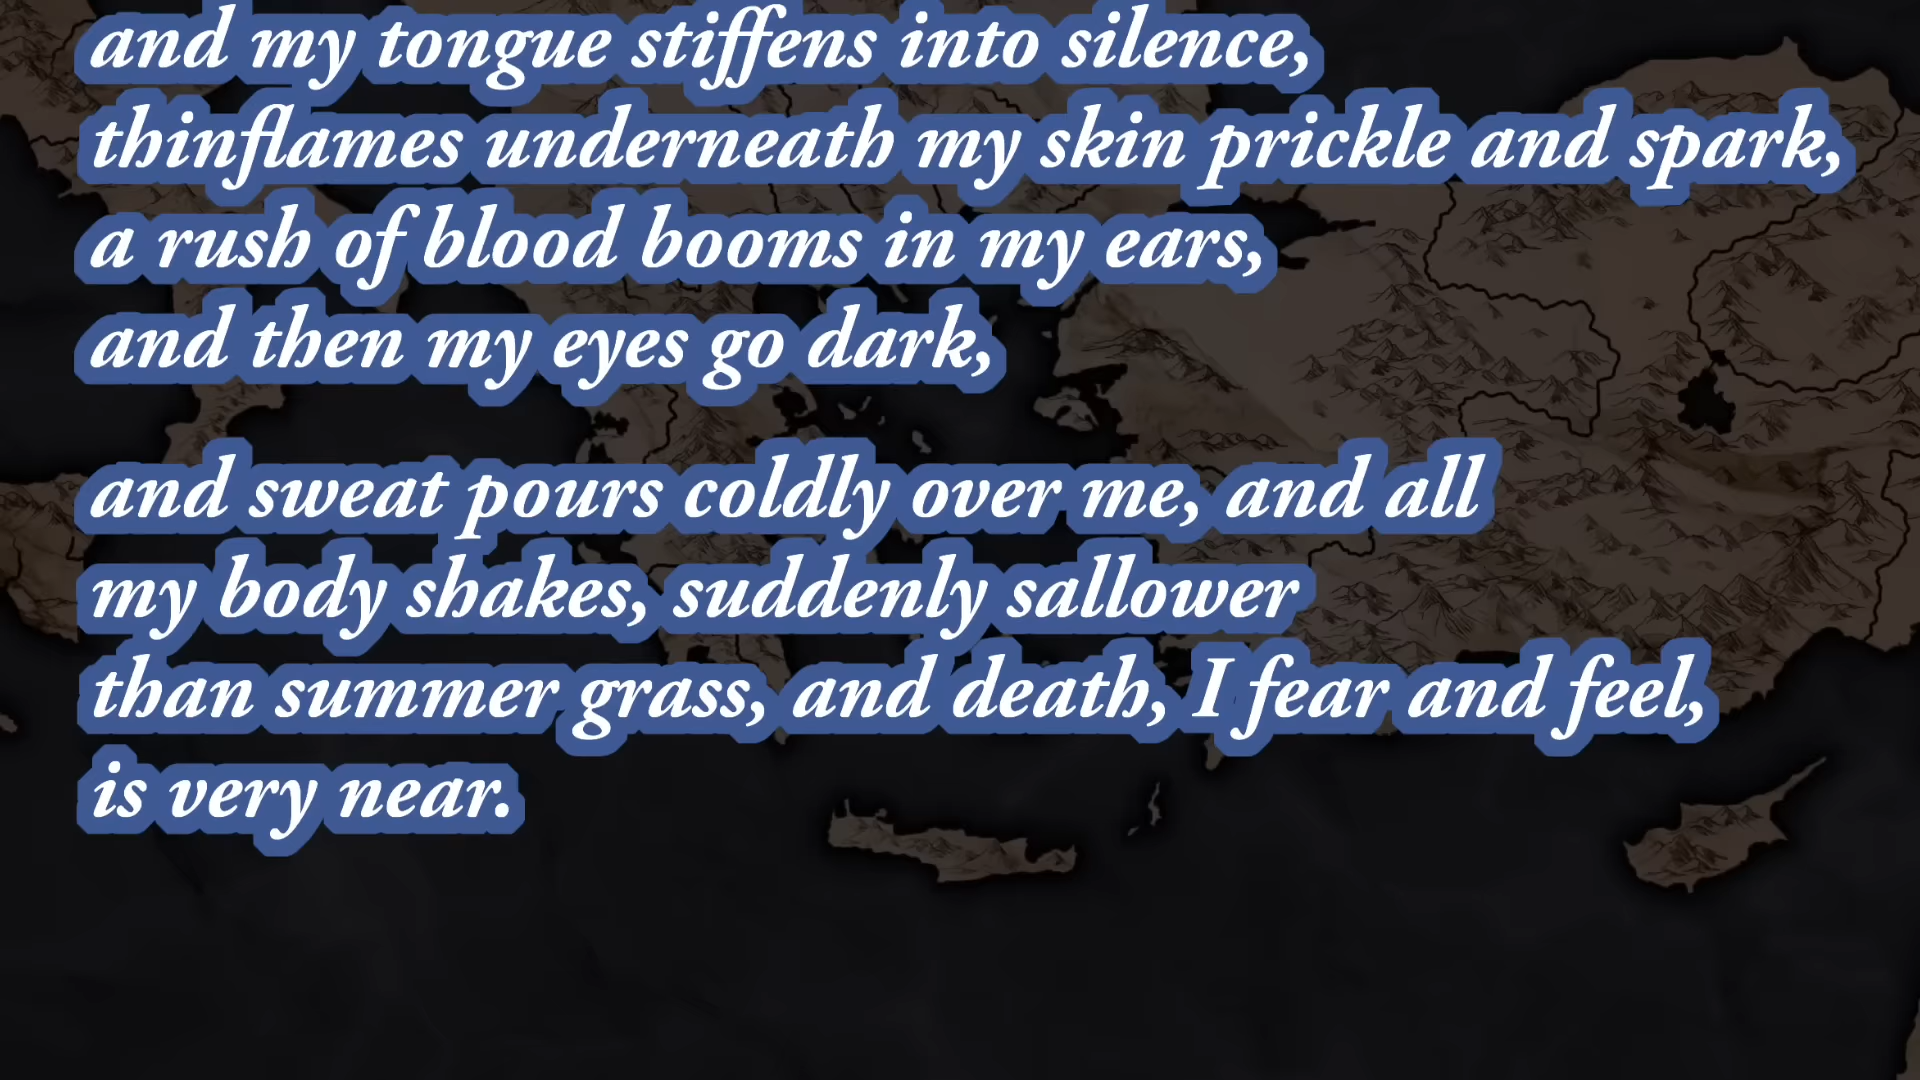 and my tongue stiffens into silence,
thinflames underneath my skin prickle and spark,
a rush of blood booms in my ears,
and then my eyes go dark,
and sweat pours coldly over me, and all
my body shakes, suddenly sallower
than summer grass, and death, I fear and feel,
is very near.